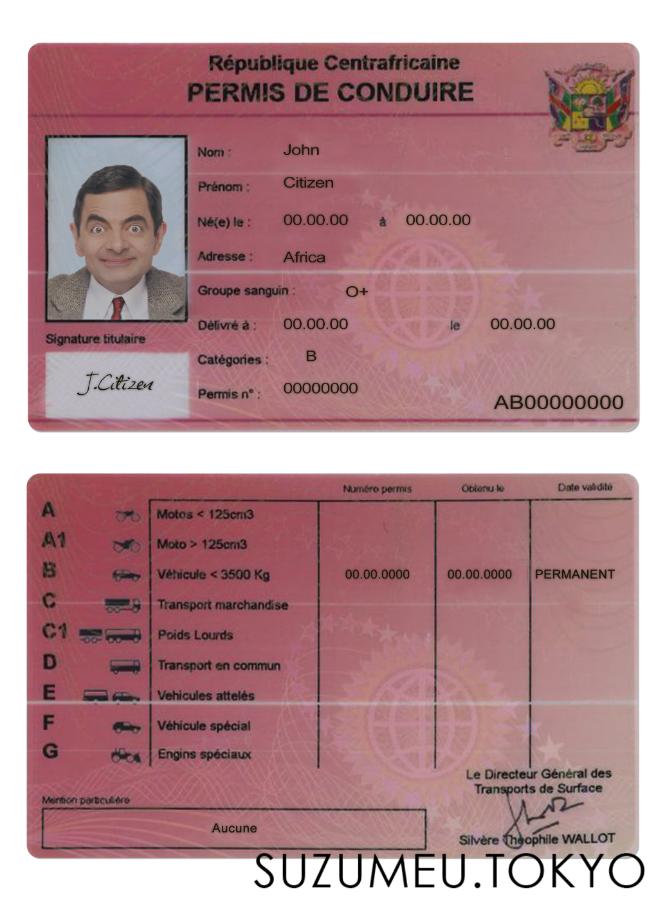 République Centrafricaine
PERMIS DE CONDUIRE
Nom : John
Prénom : Citizen
Né(e) le : 00.00.00 à 00.00.00
Adresse : Africa
Groupe sanguin : O+
Délivré à : 00.00.00 le 00.00.00
Signature titulaire
Catégories : B
J.Citizen
Permis n° : 00000000
AB00000000
Numéro permis Obtenu le Date validité
A Motos < 125cm3
A1 Moto > 125cm3
B Véhicule < 3500 Kg 00.00.0000 00.00.0000 PERMANENT
C Transport marchandise
C1 Poids Lourds
D Transport en commun
E Vehicules attelés
F Véhicule spécial
G Engins spéciaux
Le Directeur Général des
Transports de Surface
Mention particulière
Aucune
Silvère Théophile WALLOT
SUZUMEU.TOKYO